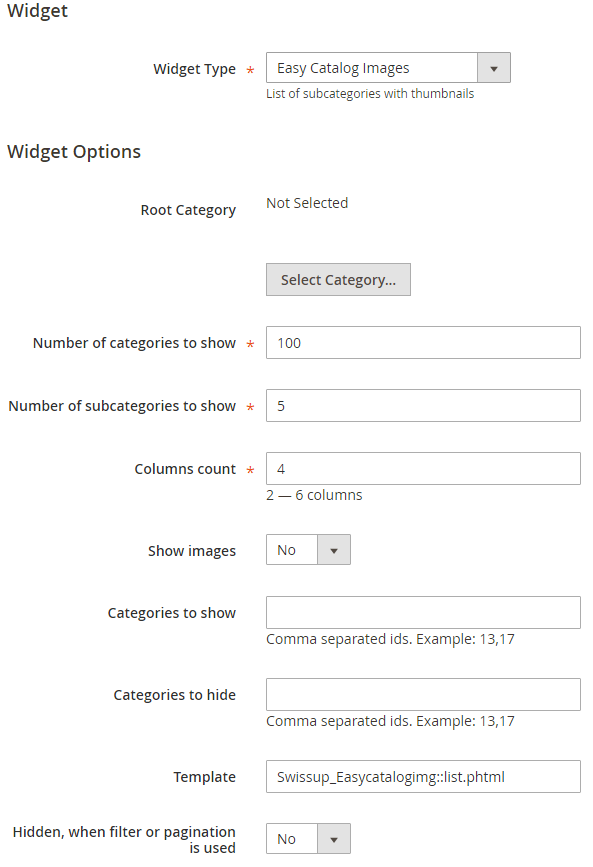 Widget
Widget Type *
Easy Catalog Images
List of subcategories with thumbnails
Widget Options
Root Category
Not Selected
Select Category...
Number of categories to show *
100
Number of subcategories to show *
5
Columns count *
4
2 — 6 columns
Show images
No
Categories to show
Comma separated ids. Example: 13,17
Categories to hide
Comma separated ids. Example: 13,17
Template
Swissup_Easycatalogimg::list.phtml
Hidden, when filter or pagination
is used
No